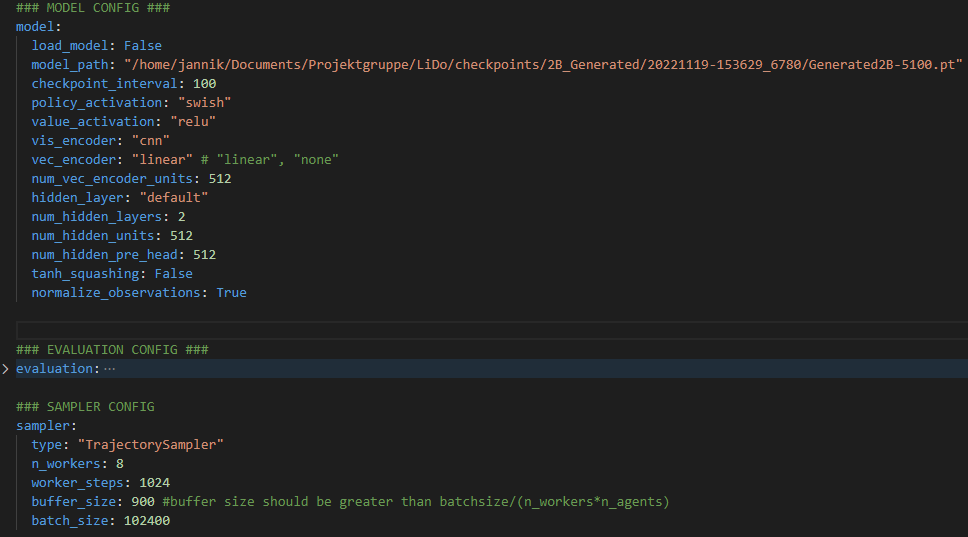 ### MODEL CONFIG ###
model:
  load_model: False
  model_path: "/home/jannik/Documents/Projektgruppe/LiDo/checkpoints/2B_Generated/20221119-153629_6780/Generated2B-5100.pt"
  checkpoint_interval: 100
  policy_activation: "swish"
  value_activation: "relu"
  vis_encoder: "cnn"
  vec_encoder: "linear" # "linear", "none"
  num_vec_encoder_units: 512
  hidden_layer: "default"
  num_hidden_layers: 2
  num_hidden_units: 512
  num_hidden_pre_head: 512
  tanh_squashing: False
  normalize_observations: True
### EVALUATION CONFIG ###
evaluation: ···
### SAMPLER CONFIG
sampler:
  type: "TrajectorySampler"
  n_workers: 8
  worker_steps: 1024
  buffer_size: 900 #buffer size should be greater than batchsize/(n_workers*n_agents)
  batch_size: 102400